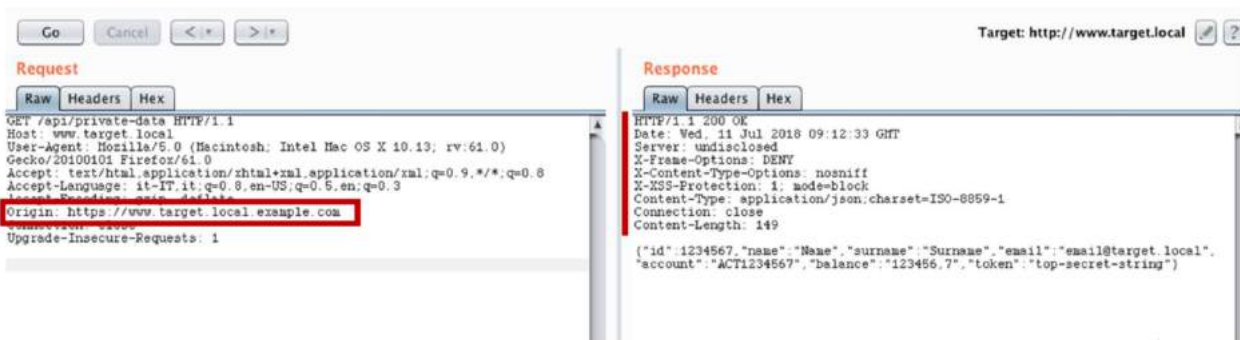 Go Cancel < > Target: http://www.target.local ?
Request
Raw Headers Hex
GET /api/private-data HTTP/1.1
Host: www.target.local
User-Agent: Mozilla/5.0 (Macintosh; Intel Mac OS X 10.13; rv:61.0)
Gecko/20100101 Firefox/61.0
Accept: text/html,application/xhtml+xml,application/xml;q=0.9,*/*;q=0.8
Accept-Language: it-IT,it;q=0.8,en-US;q=0.5,en;q=0.3
Accept-Encoding: gzip, deflate
Origin: https://www.target.local.example.com
Connection: close
Upgrade-Insecure-Requests: 1
Response
Raw Headers Hex
HTTP/1.1 200 OK
Date: Wed, 11 Jul 2018 09:12:33 GMT
Server: undisclosed
X-Frame-Options: DENY
X-Content-Type-Options: nosniff
X-XSS-Protection: 1; mode=block
Content-Type: application/json;charset=ISO-8859-1
Connection: close
Content-Length: 149
{"id":1234567,"name":"Name","surname":"Surname","email":"email@target.local",
"account":"ACT1234567","balance":"123456,7","token":"top-secret-string"}